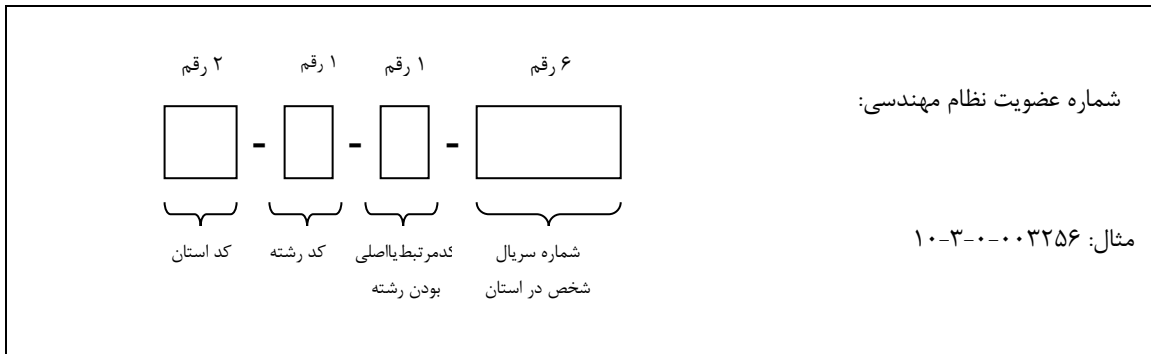 شماره عضویت نظام مهندسی:
۶ رقم
۱ رقم
۱ رقم
۲ رقم
- - -
شماره سریال
شخص در استان
کدمرتبط‌یااصلی
بودن رشته
کد رشته
کد استان
مثال: ۱۰-۳-۰-۰۰۳۲۵۶